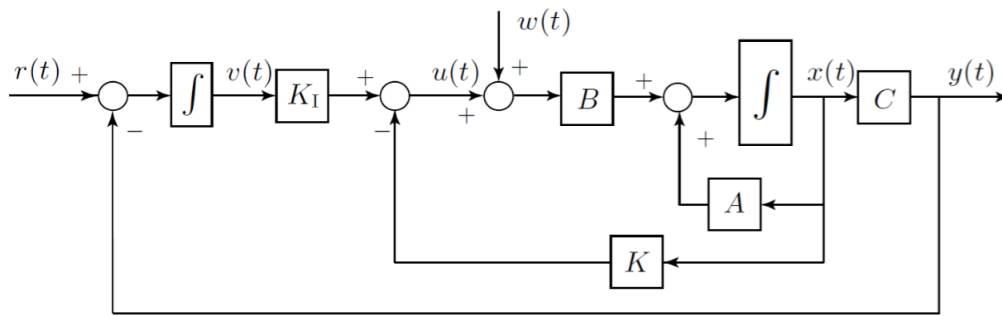 w(t)
r(t) + ∫ v(t) K_I + u(t) + B + ∫ x(t) C y(t)
− − + +
A
K